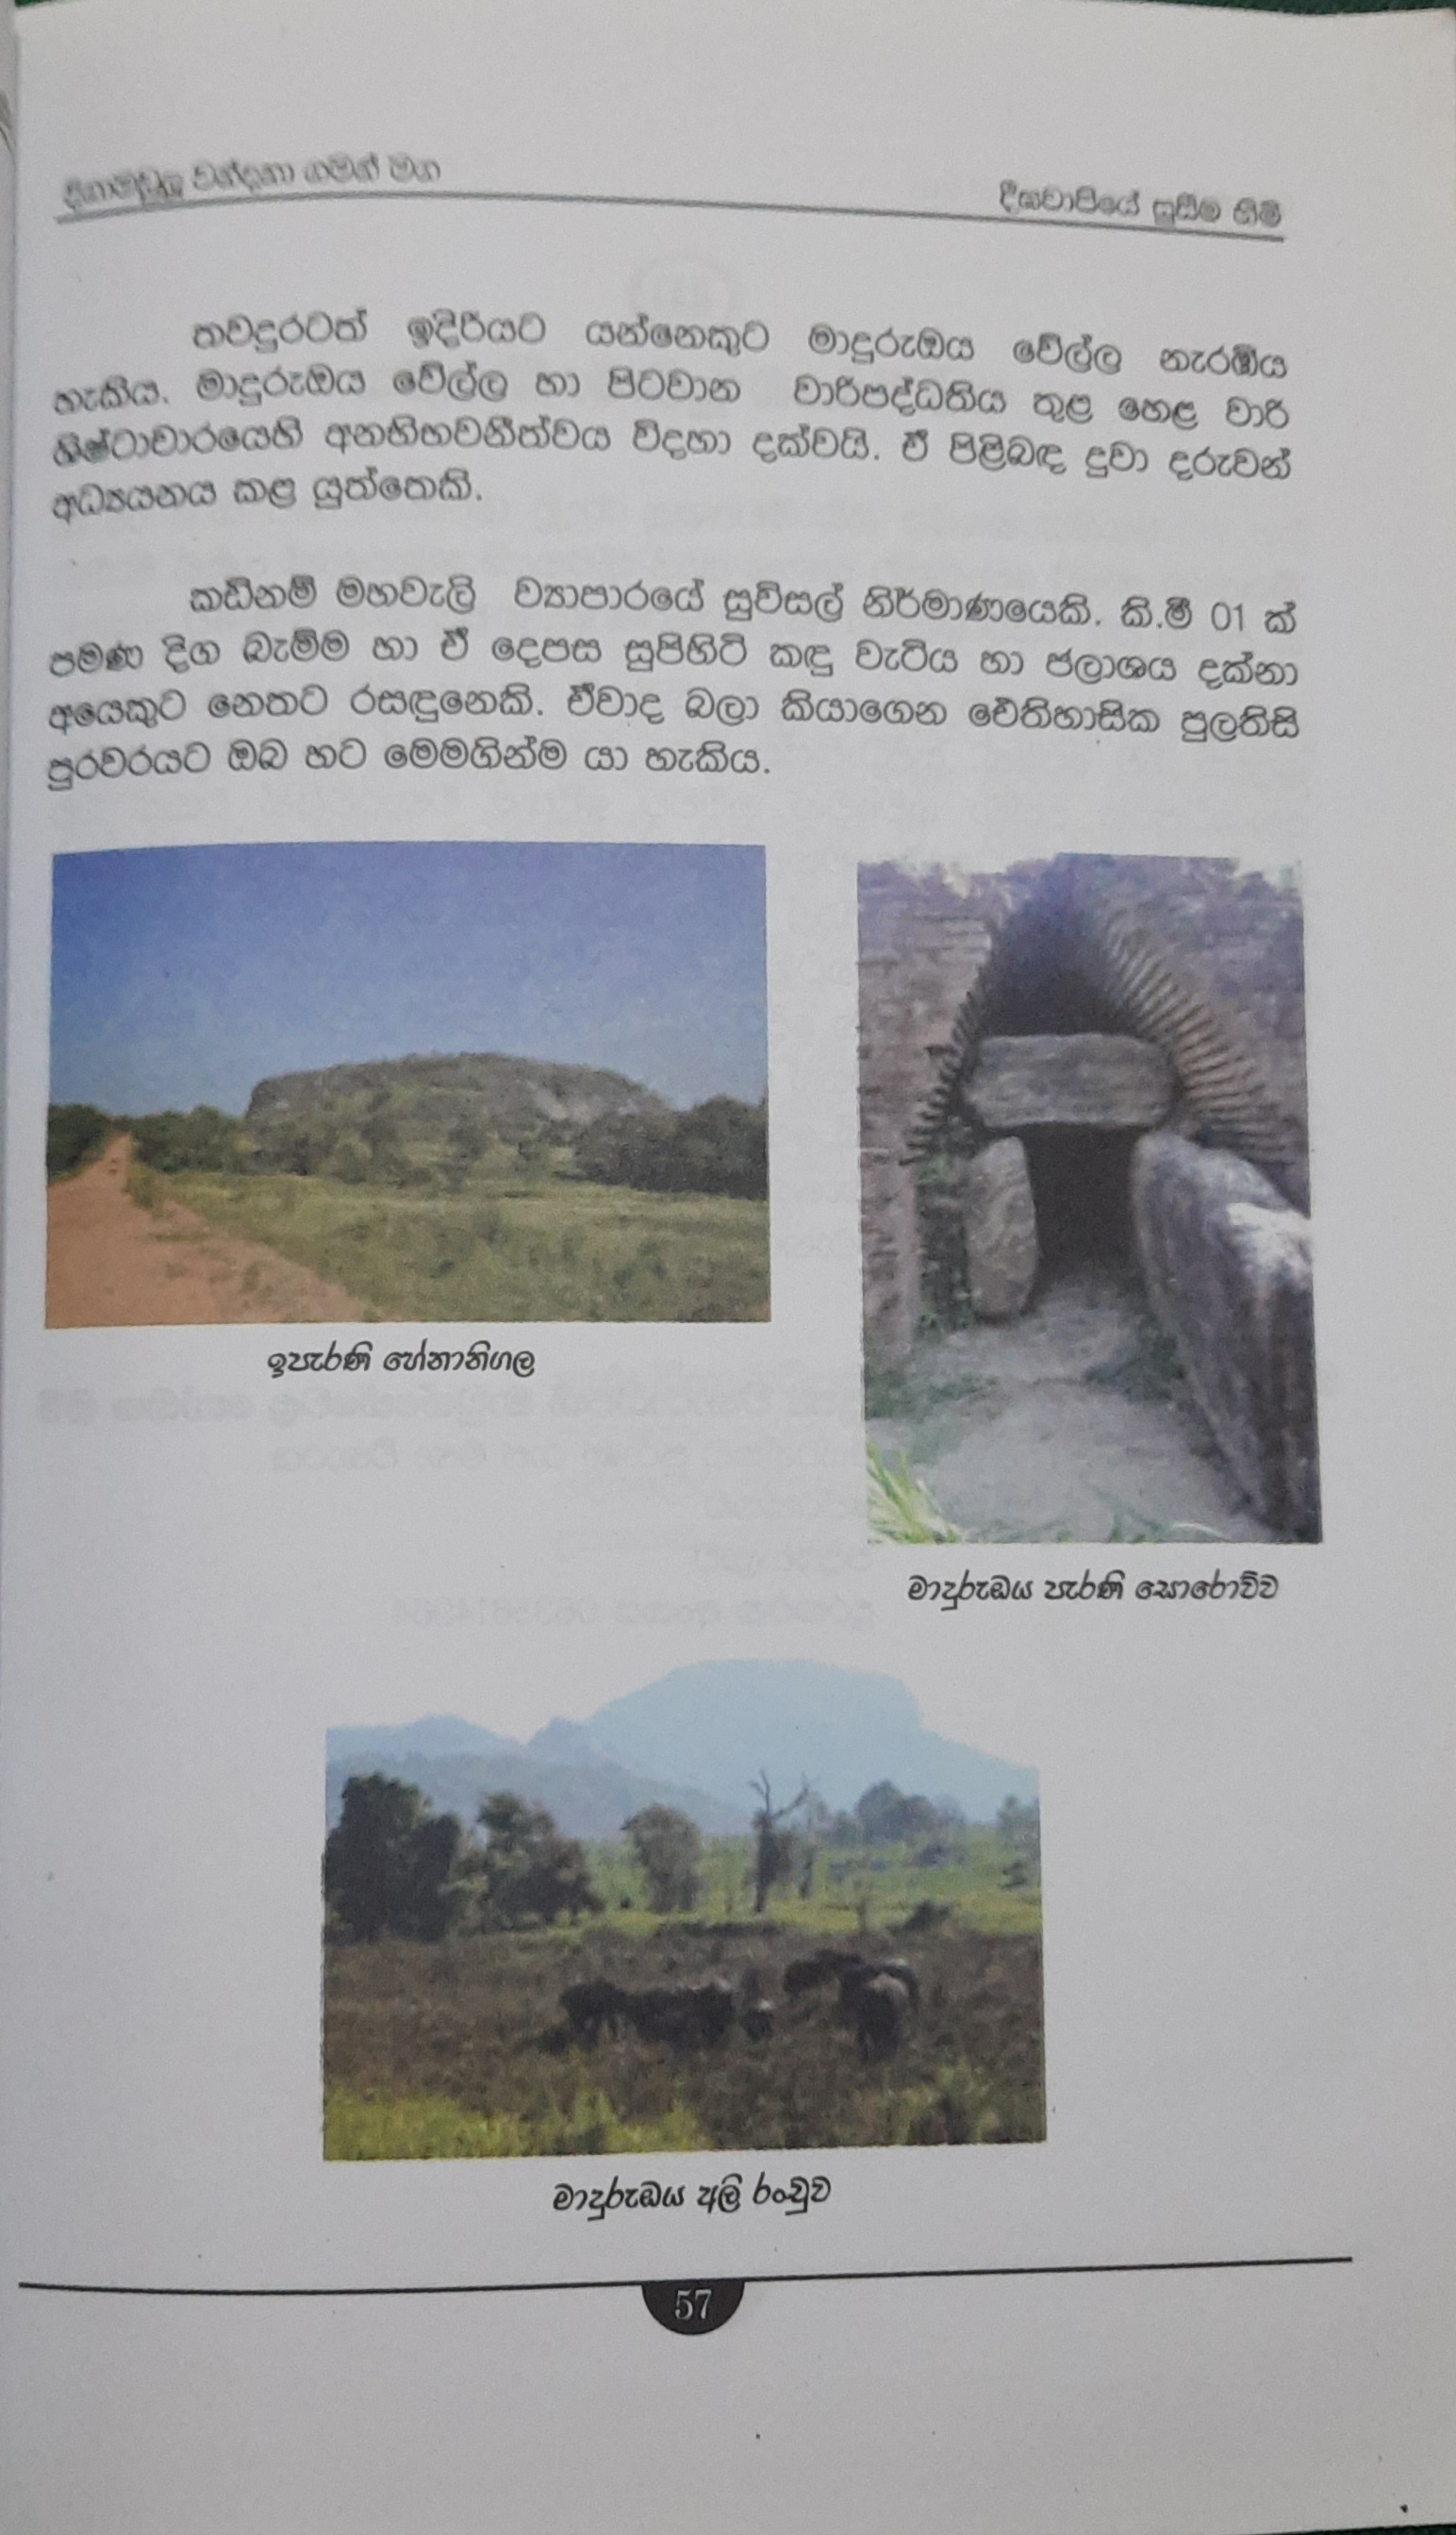 දිගාමඩුලු වන්දනා ගමන් මග
දීඝවාපියේ සුසීම හිමි
තවදුරටත් ඉදිරියට යන්නෙකුට මාදුරුඔය වේල්ල නැරඹිය
හැකිය. මාදුරුඔය වේල්ල හා පිටවාන වාරිපද්ධතිය තුළ හෙළ වාරි
ශිෂ්ටාචාරයෙහි අනභිභවනීත්වය විදහා දක්වයි. ඒ පිළිබඳ දූවා දරුවන්
අධ්‍යයනය කළ යුත්තෙකි.
කඩිනම් මහවැලි ව්‍යාපාරයේ සුවිසල් නිර්මාණයෙකි. කි.මී 01 ක්
පමණ දිග බැම්ම හා ඒ දෙපස සුපිහිටි කඳු වැටිය හා ජලාශය දක්නා
අයෙකුට නෙතට රසඳුනෙකි. ඒවාද බලා කියාගෙන ඓතිහාසික පුලතිසි
පුරවරයට ඔබ හට මෙමගින්ම යා හැකිය.
ඉපැරණි හේනානිගල
මාදුරුඔය පැරණි සොරොව්ව
මාදුරුඔය අලි රංචුව
57